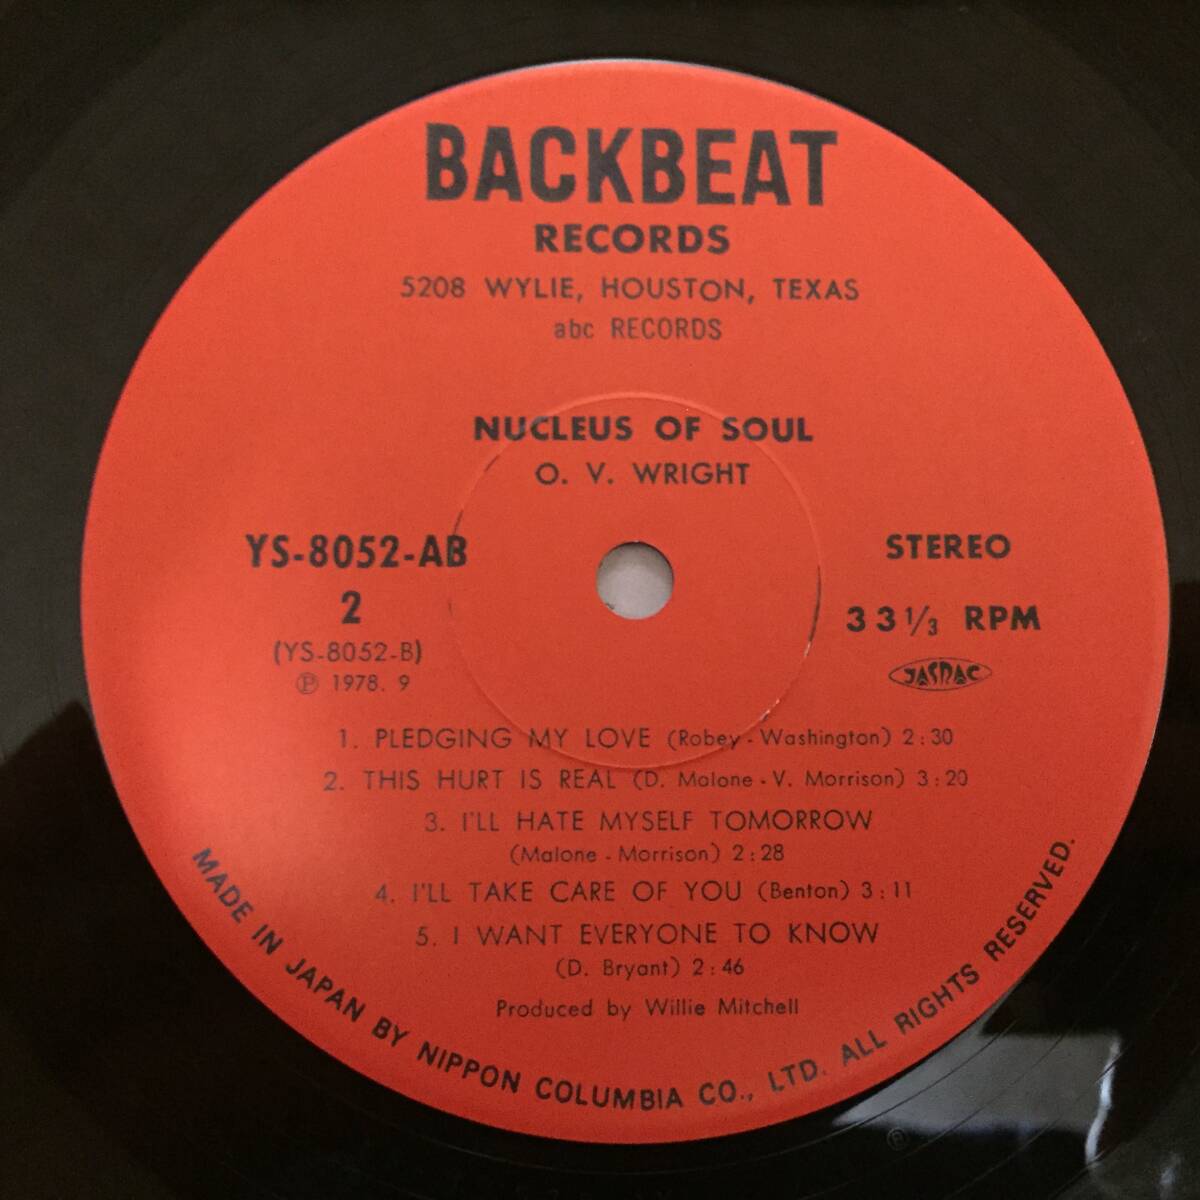 BACKBEAT
RECORDS
5208 WYLIE, HOUSTON, TEXAS
abc RECORDS
NUCLEUS OF SOUL
O. V. WRIGHT
YS-8052-AB
2
(YS-8052-B)
Ⓟ 1978. 9
STEREO
33 1/3 RPM
JASRAC
1. PLEDGING MY LOVE (Robey - Washington) 2:30
2. THIS HURT IS REAL (D. Malone - V. Morrison) 3:20
3. I'LL HATE MYSELF TOMORROW
(Malone - Morrison) 2:28
4. I'LL TAKE CARE OF YOU (Benton) 3:11
5. I WANT EVERYONE TO KNOW
(D. Bryant) 2:46
Produced by Willie Mitchell
MADE IN JAPAN BY NIPPON COLUMBIA CO., LTD. ALL RIGHTS RESERVED.
®